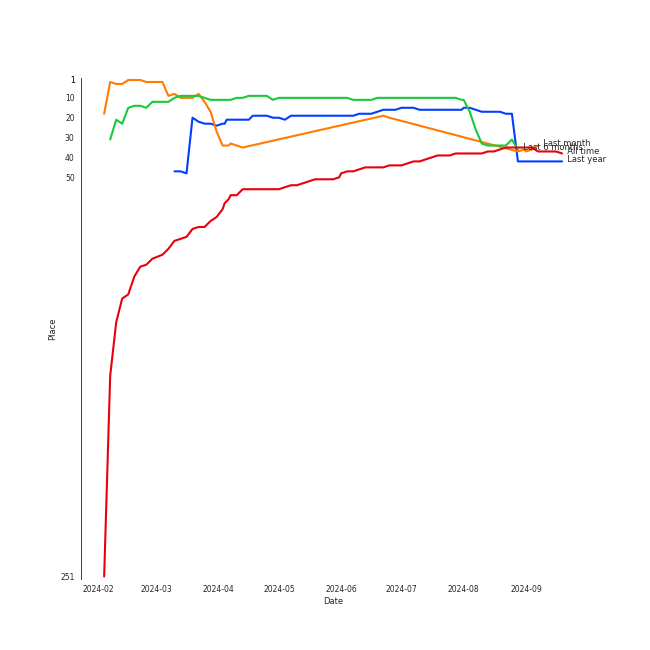 1
10
20
30
40
50
251
Place
Last month
Last 6 months
All time
Last year
2024-02
2024-03
2024-04
2024-05
2024-06
2024-07
2024-08
2024-09
Date